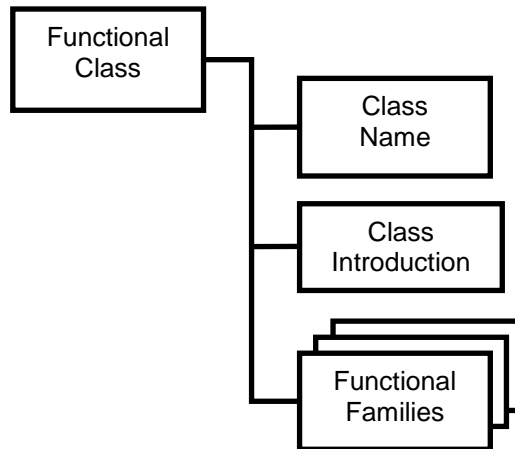 Functional
Class
Class
Name
Class
Introduction
Functional
Families